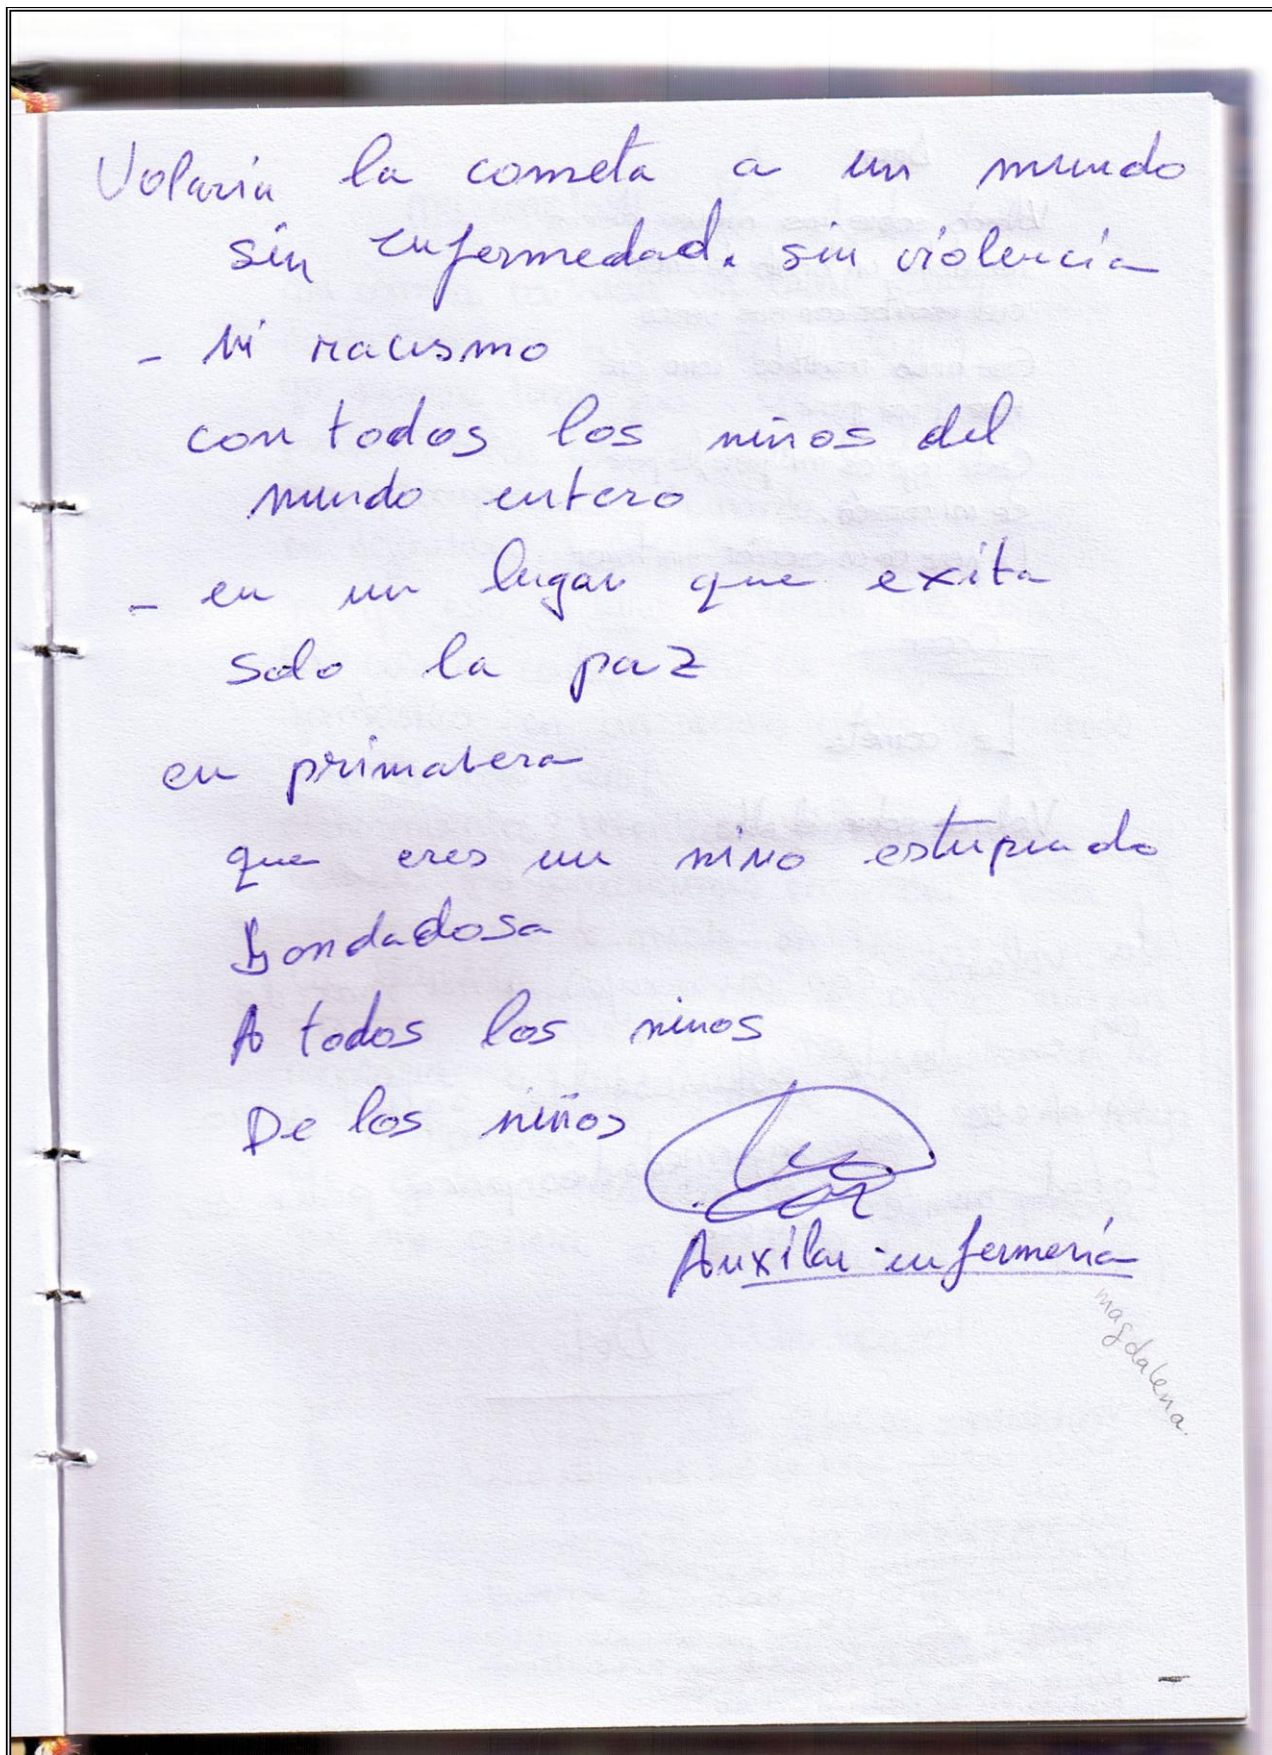 Volaria la cometa a un mundo
sin enfermedad. sin violencia
- ni racismo
con todos los niños del
mundo entero
- en un lugar que exita
solo la paz
en primavera
que eres un niño estupendo
Bondadosa
A todos los ninos
De los niños
Auxilar enfermería
magdalena.